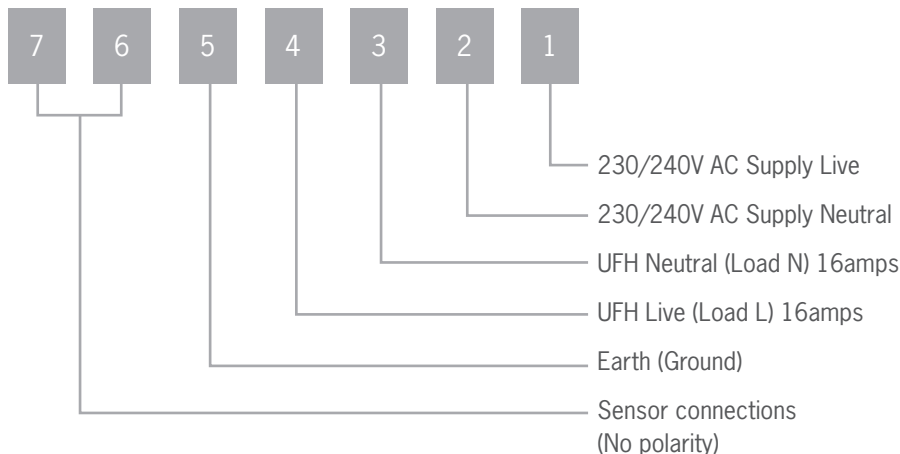 7 6 5 4 3 2 1
230/240V AC Supply Live
230/240V AC Supply Neutral
UFH Neutral (Load N) 16amps
UFH Live (Load L) 16amps
Earth (Ground)
Sensor connections
(No polarity)